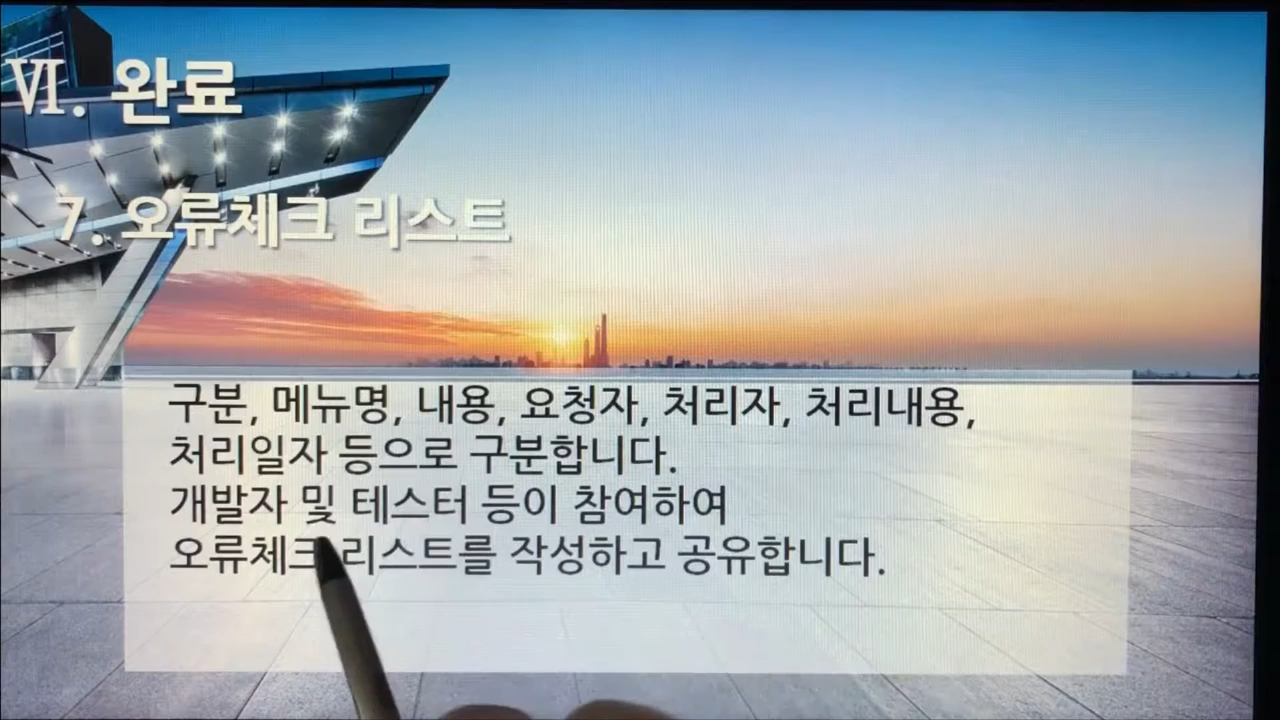 Ⅵ. 완료
7. 오류체크 리스트
구분, 메뉴명, 내용, 요청자, 처리자, 처리내용,
처리일자 등으로 구분합니다.
개발자 및 테스터 등이 참여하여
오류체크 리스트를 작성하고 공유합니다.